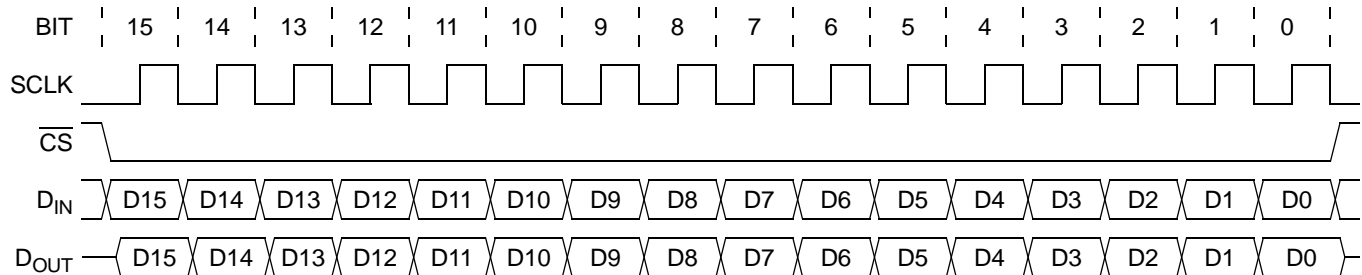 BIT 15 14 13 12 11 10 9 8 7 6 5 4 3 2 1 0
SCLK
CS
DIN D15 D14 D13 D12 D11 D10 D9 D8 D7 D6 D5 D4 D3 D2 D1 D0
DOUT D15 D14 D13 D12 D11 D10 D9 D8 D7 D6 D5 D4 D3 D2 D1 D0